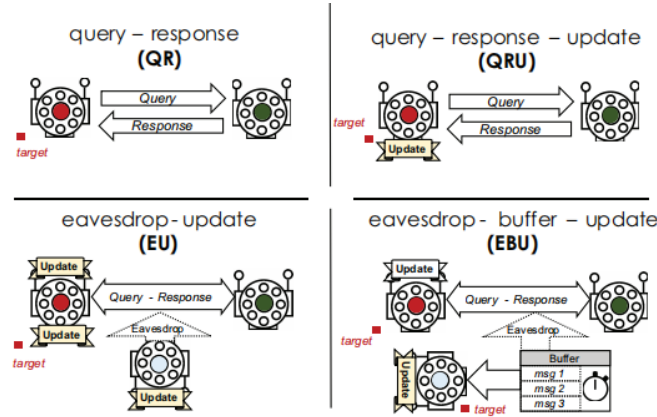 query – response
(QR)
Query
Response
target
query – response – update
(QRU)
Query
Response
target
Update
eavesdrop - update
(EU)
Update
Query - Response
Update
Eavesdrop
target
Update
eavesdrop - buffer – update
(EBU)
Update
Query - Response
target
Eavesdrop
Buffer
msg 1
msg 2
msg 3
Update
target